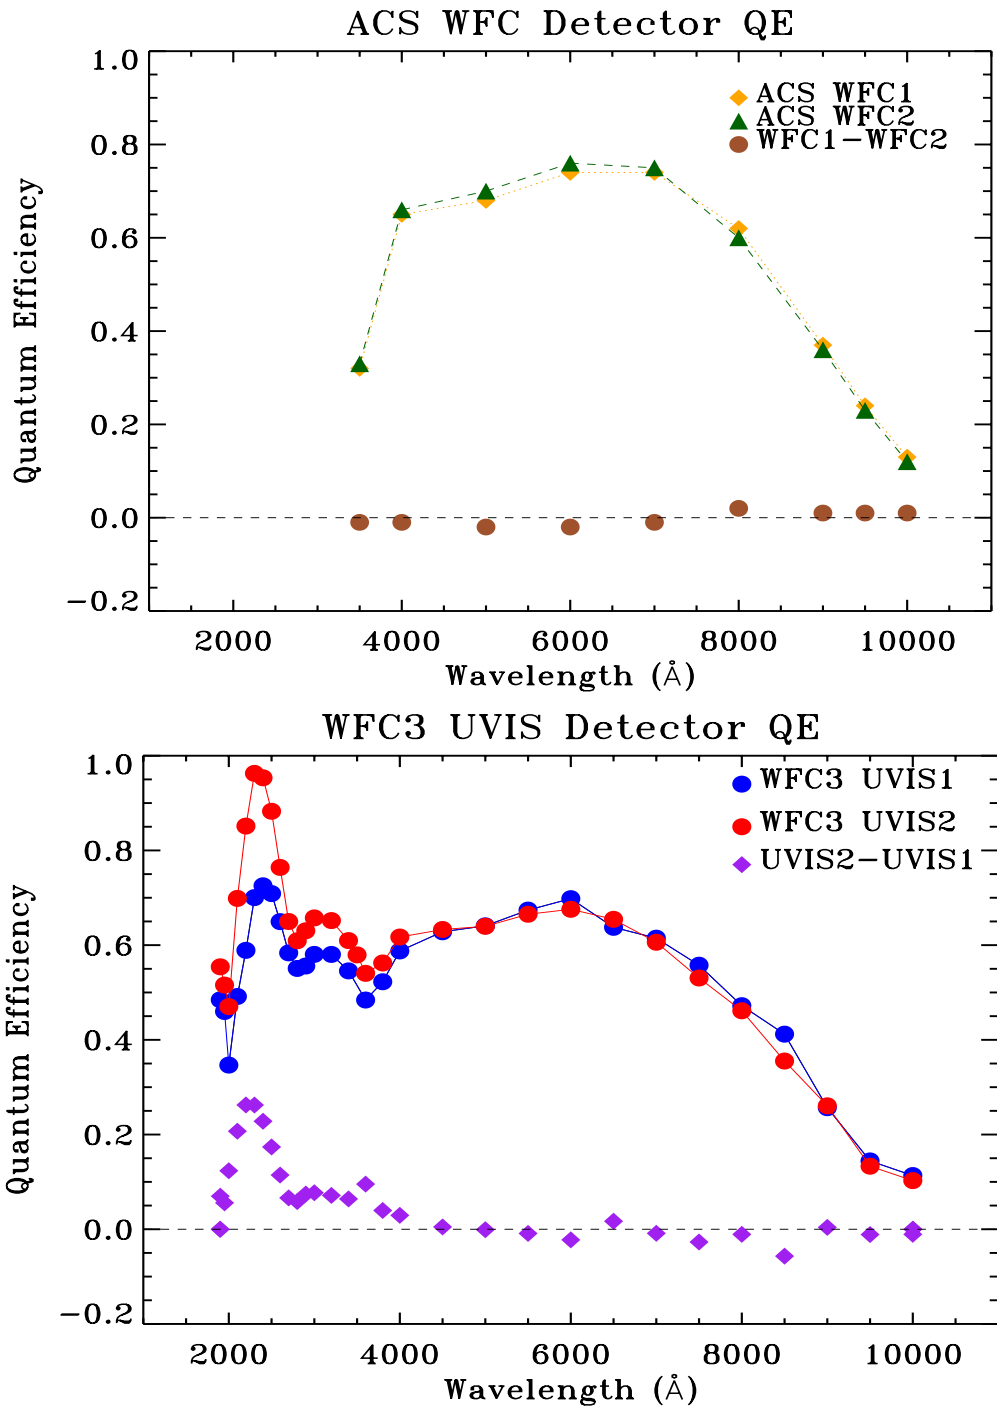 ACS WFC Detector QE
1.0
ACS WFC1
ACS WFC2
WFC1-WFC2
0.8
0.6
0.4
0.2
0.0
-0.2
Quantum Efficiency
2000 4000 6000 8000 10000
Wavelength (Å)
WFC3 UVIS Detector QE
1.0
WFC3 UVIS1
WFC3 UVIS2
UVIS2-UVIS1
0.8
0.6
0.4
0.2
0.0
-0.2
Quantum Efficiency
2000 4000 6000 8000 10000
Wavelength (Å)